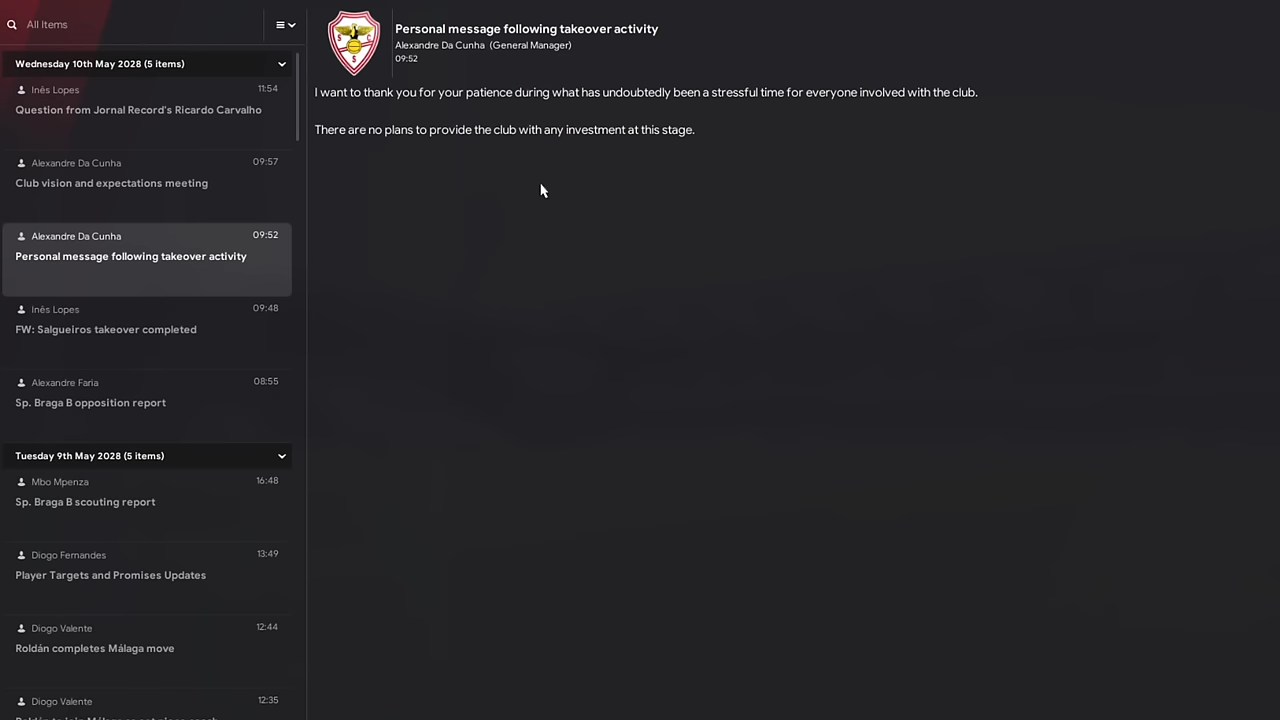 All Items
Wednesday 10th May 2028 (5 items)
Inês Lopes 11:54
Question from Jornal Record's Ricardo Carvalho
Alexandre Da Cunha 09:57
Club vision and expectations meeting
Alexandre Da Cunha 09:52
Personal message following takeover activity
Inês Lopes 09:48
FW: Salgueiros takeover completed
Alexandre Faria 08:55
Sp. Braga B opposition report
Tuesday 9th May 2028 (5 items)
Mbo Mpenza 16:48
Sp. Braga B scouting report
Diogo Fernandes 13:49
Player Targets and Promises Updates
Diogo Valente 12:44
Roldán completes Málaga move
Diogo Valente 12:35
S C
S
Personal message following takeover activity
Alexandre Da Cunha (General Manager)
09:52
I want to thank you for your patience during what has undoubtedly been a stressful time for everyone involved with the club.
There are no plans to provide the club with any investment at this stage.